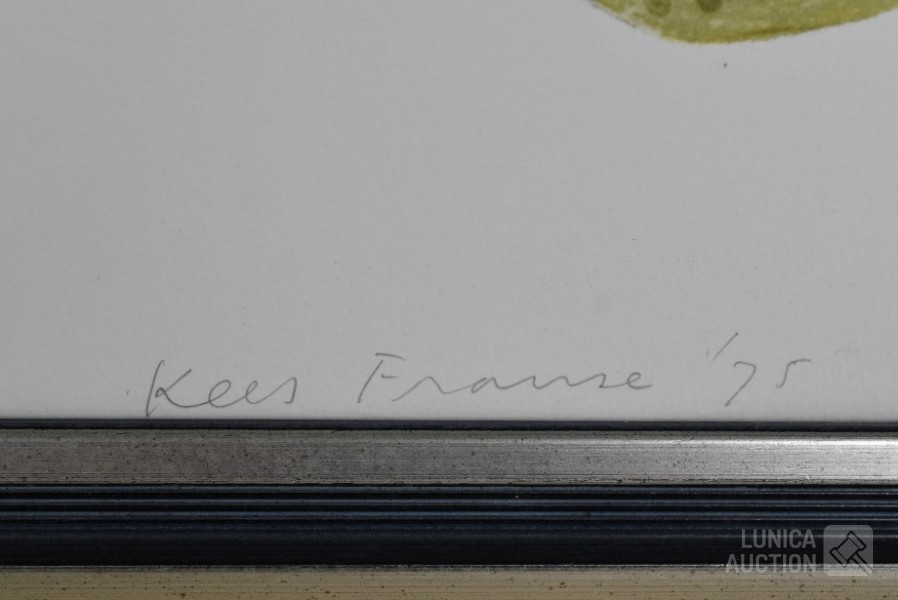 Kees Franse '75
LUNICA
AUCTION